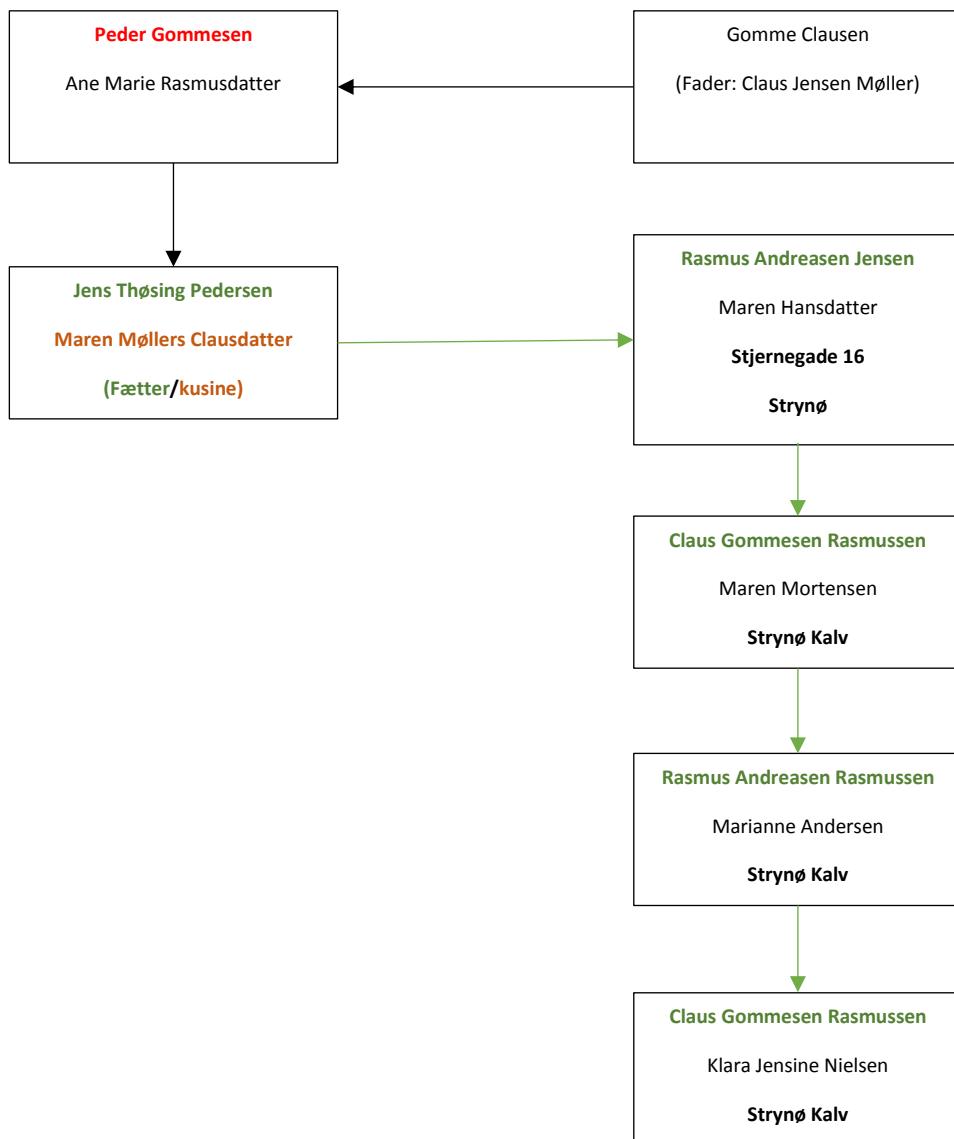 Peder Gommesen
Ane Marie Rasmusdatter
Gomme Clausen
(Fader: Claus Jensen Møller)
Jens Thøsing Pedersen
Maren Møllers Clausdatter
(Fætter/kusine)
Rasmus Andreasen Jensen
Maren Hansdatter
Stjernegade 16
Strynø
Claus Gommesen Rasmussen
Maren Mortensen
Strynø Kalv
Rasmus Andreasen Rasmussen
Marianne Andersen
Strynø Kalv
Claus Gommesen Rasmussen
Klara Jensine Nielsen
Strynø Kalv